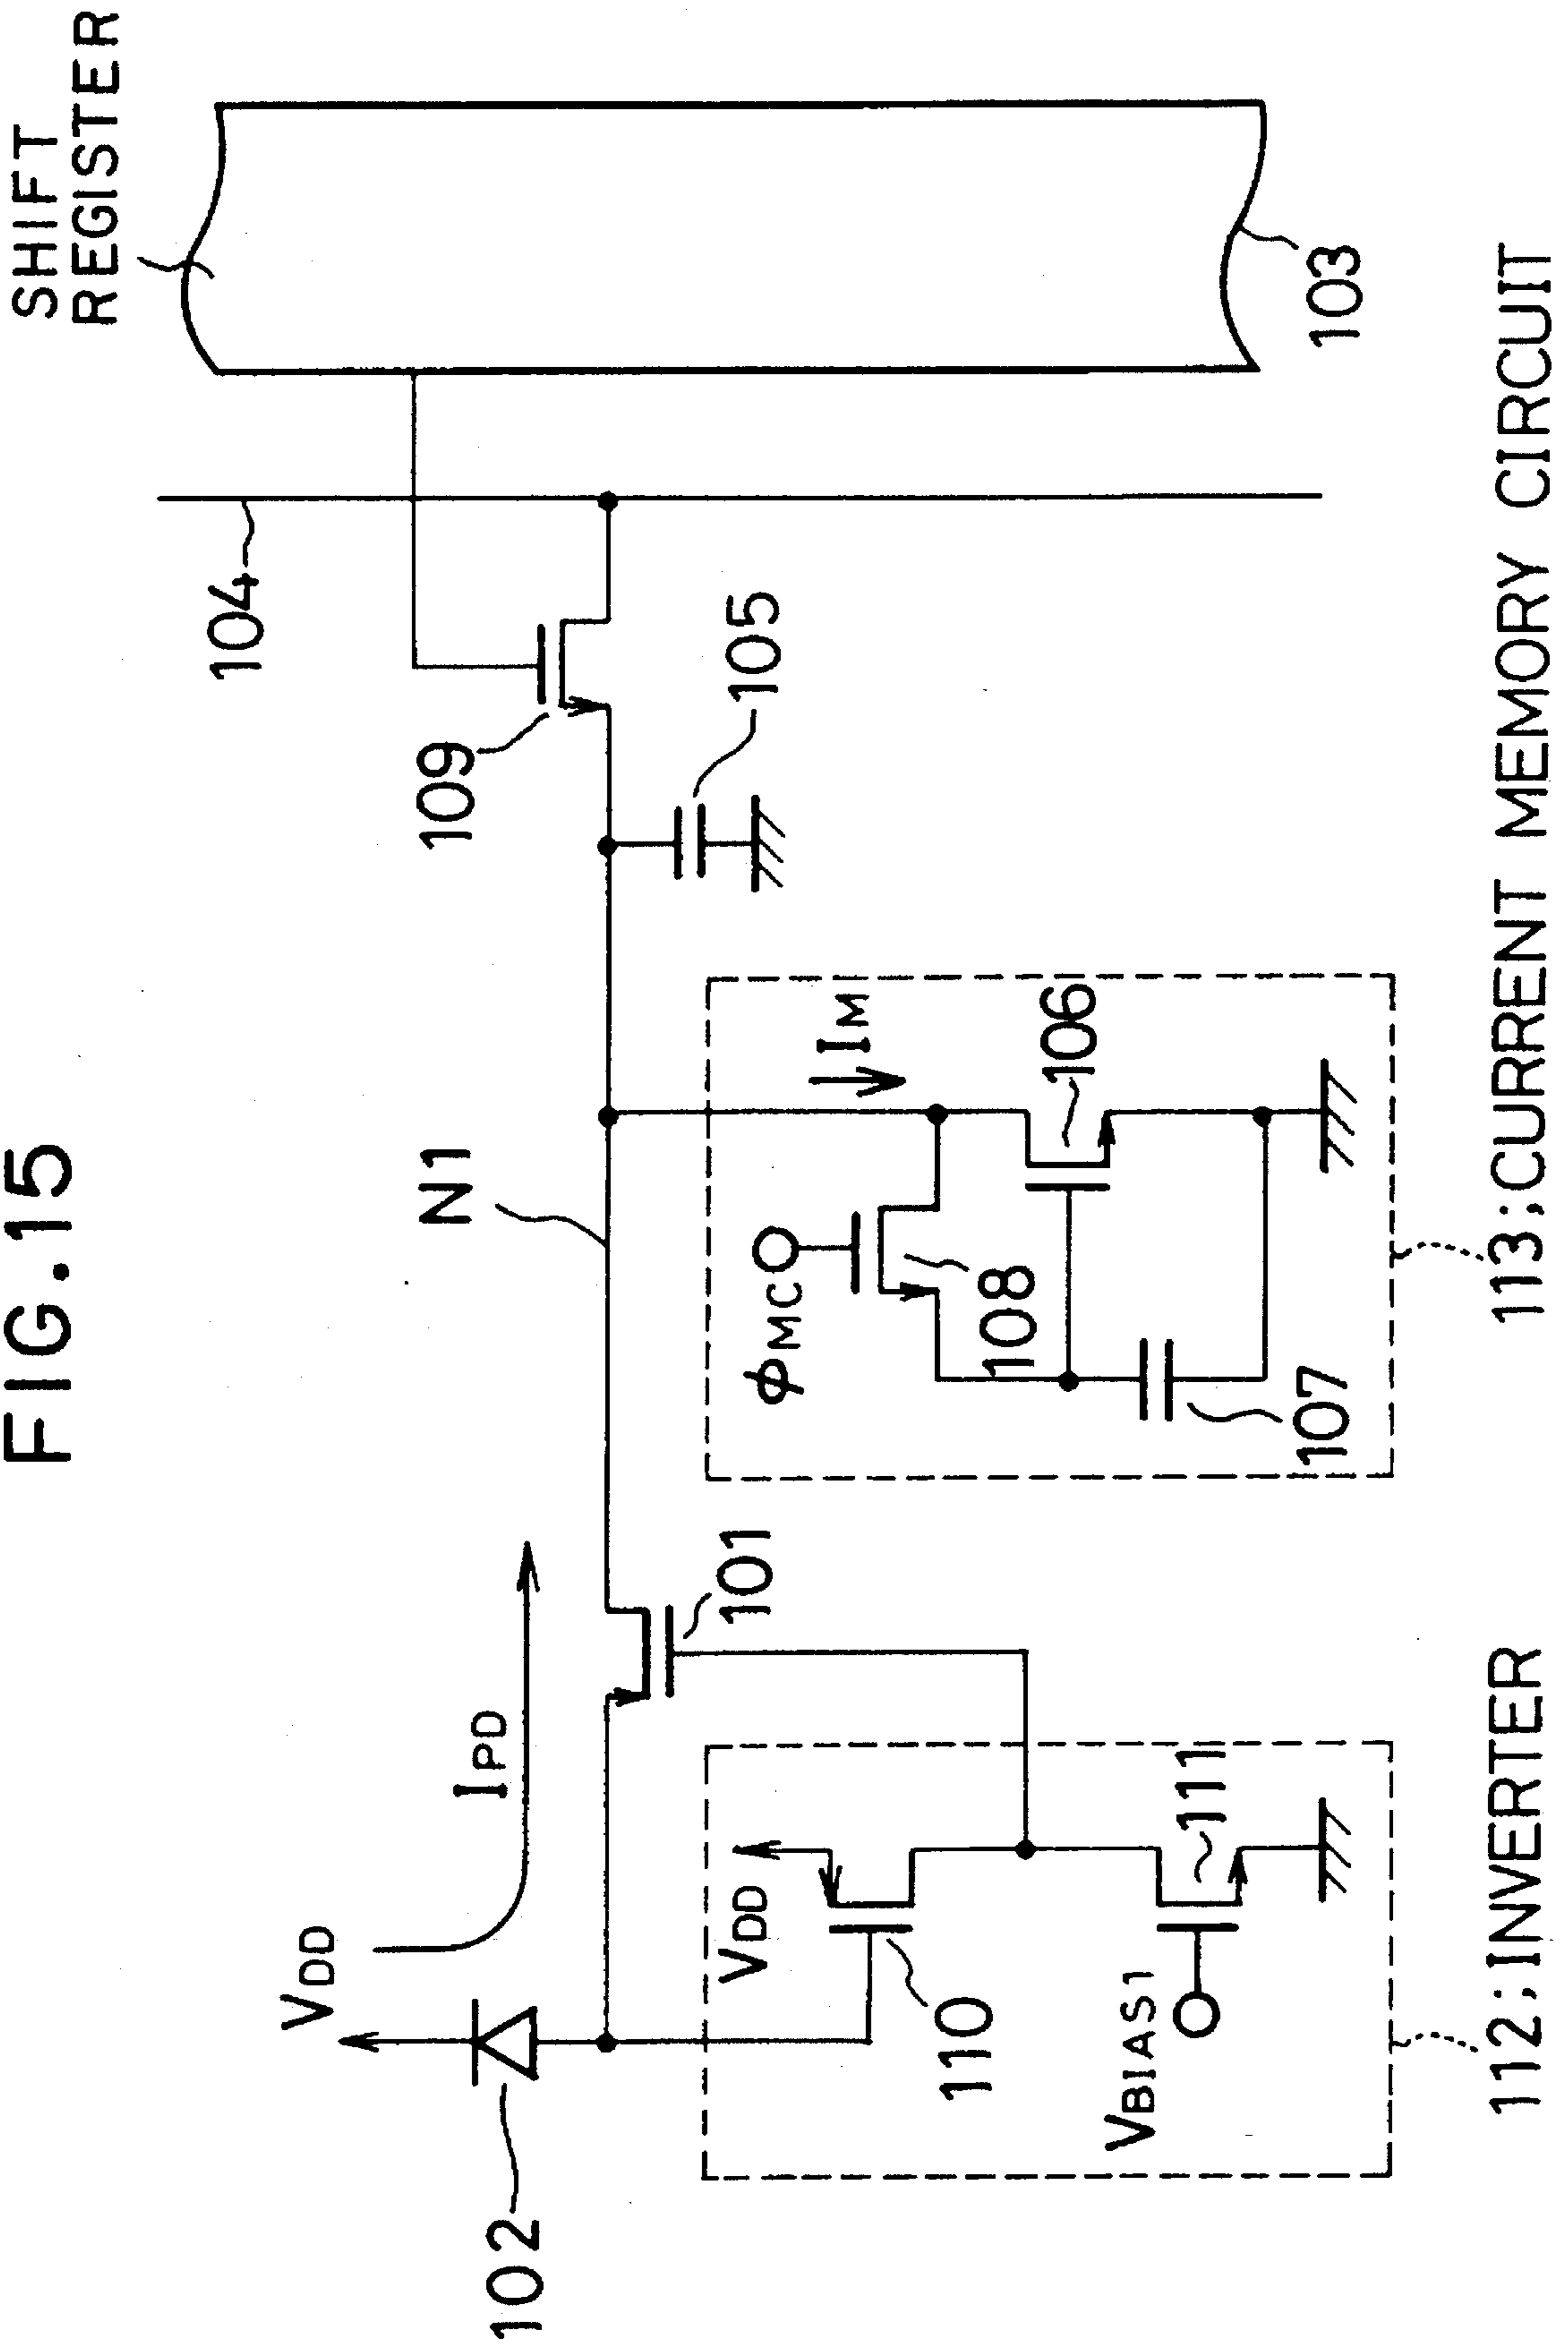 FIG.15
SHIFT
REGISTER
VDD
IPD
N1
104
109
102
105
101
VDD
110
VBIAS1
111
ΦMC
108
IM
106
107
103
112;INVERTER
113;CURRENT MEMORY CIRCUIT